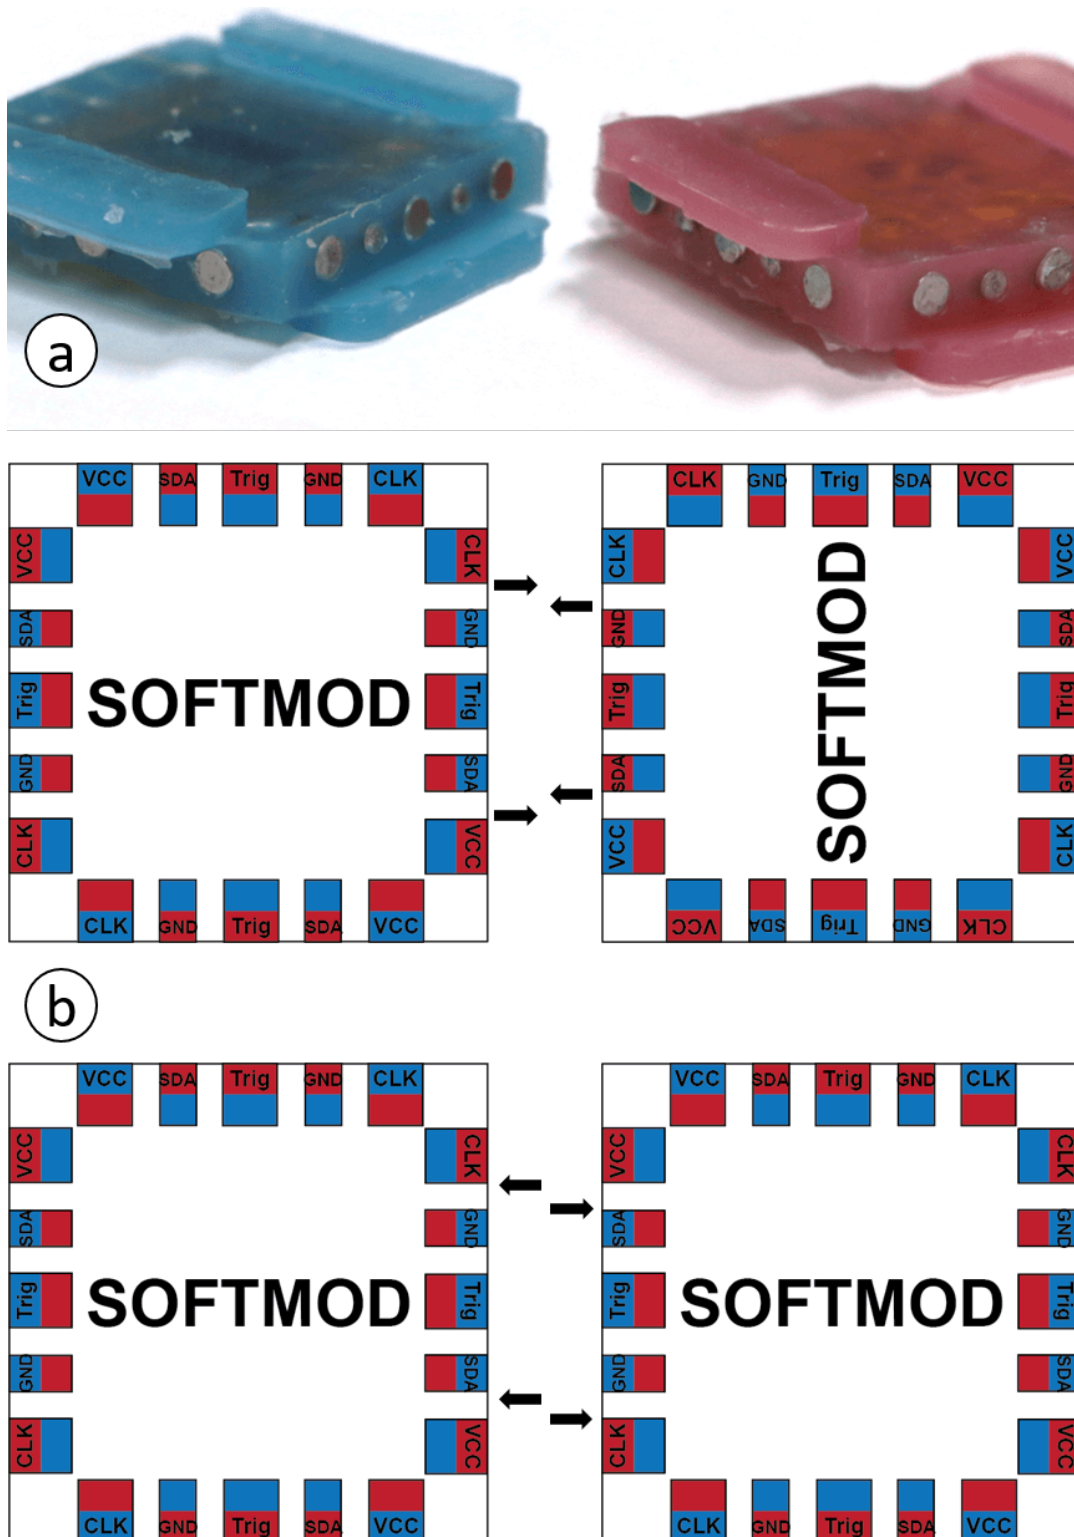 a
VCC SDA Trig GND CLK
VCC
SDA
Trig
GND
CLK
SOFTMOD
CLK
GND
Trig
SDA
VCC
CLK GND Trig SDA VCC
CLK GND Trig SDA VCC
CLK
GND
Trig
SDA
VCC
SOFTMOD
VCC
SDA
Trig
GND
CLK
VCC SDA Trig GND CLK
b
VCC SDA Trig GND CLK
VCC
SDA
Trig
GND
CLK
SOFTMOD
CLK
GND
Trig
SDA
VCC
CLK GND Trig SDA VCC
VCC SDA Trig GND CLK
VCC
SDA
Trig
GND
CLK
SOFTMOD
CLK
GND
Trig
SDA
VCC
CLK GND Trig SDA VCC